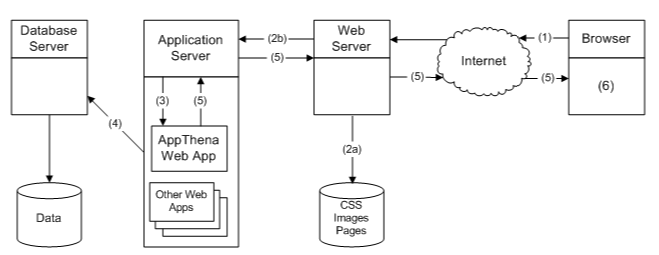 Database
Server
Application
Server
Web
Server
Browser
Internet
(1)
(2b)
(5)
(5)
(5)
(5)
(6)
(3)
(4)
(2a)
AppThena
Web App
Other Web
Apps
Data
CSS
Images
Pages